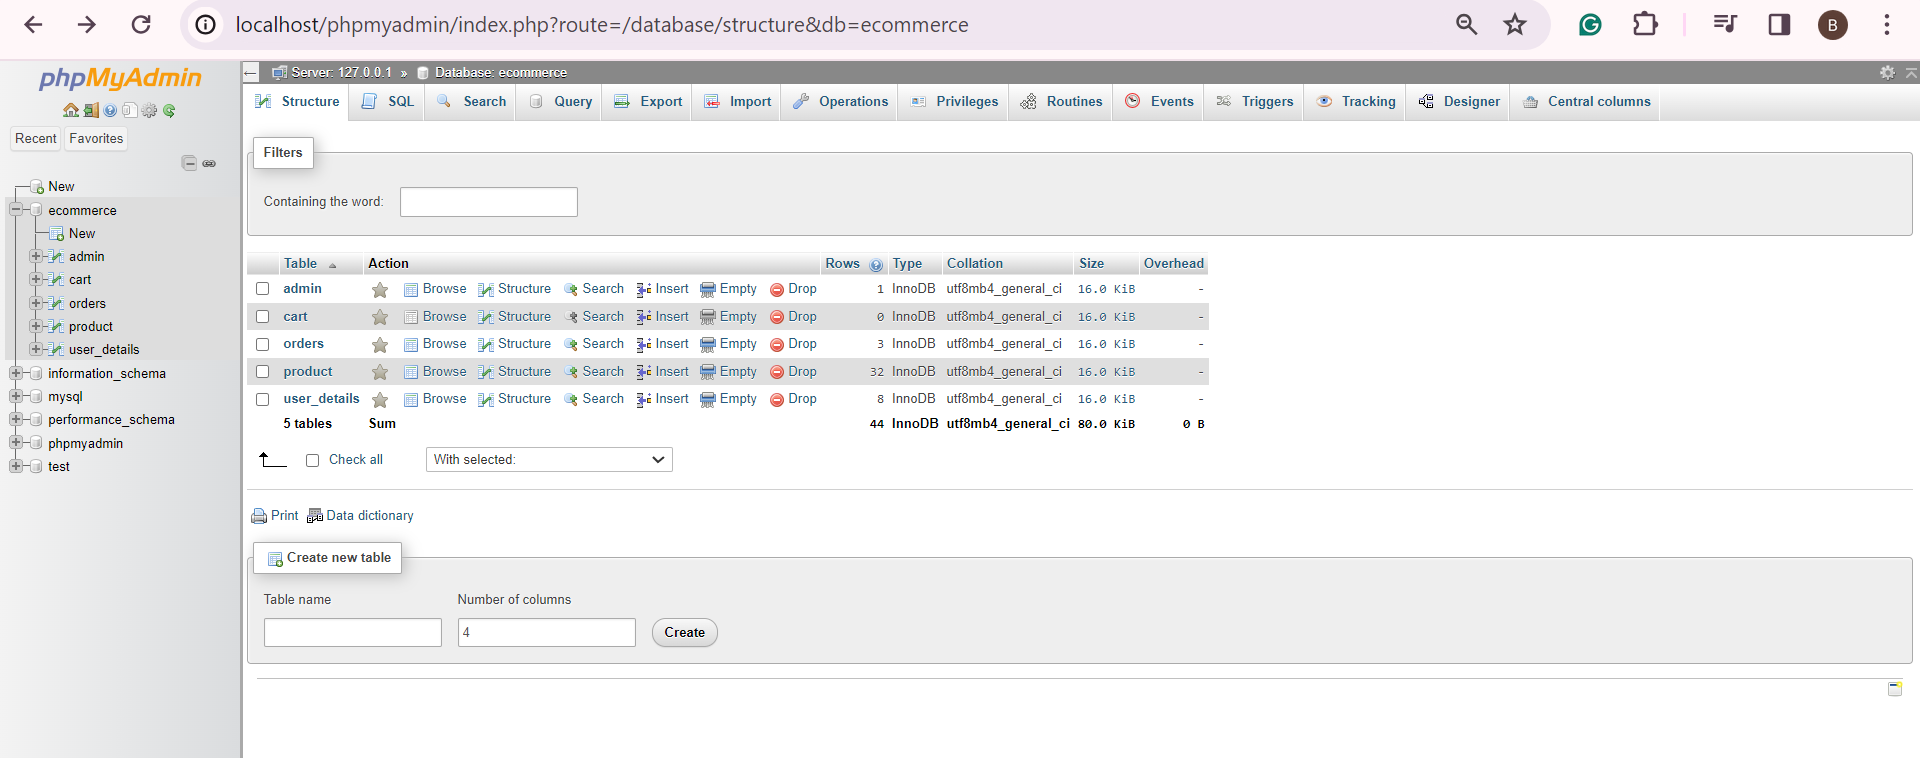 localhost/phpmyadmin/index.php?route=/database/structure&db=ecommerce
B
phpMyAdmin
Recent Favorites
New
ecommerce
New
admin
cart
orders
product
user_details
information_schema
mysql
performance_schema
phpmyadmin
test
Server: 127.0.0.1 » Database: ecommerce
Structure SQL Search Query Export Import Operations Privileges Routines Events Triggers Tracking Designer Central columns
Filters
Containing the word:
Table Action Rows Type Collation Size Overhead
admin Browse Structure Search Insert Empty Drop 1 InnoDB utf8mb4_general_ci 16.0 KiB -
cart Browse Structure Search Insert Empty Drop 0 InnoDB utf8mb4_general_ci 16.0 KiB -
orders Browse Structure Search Insert Empty Drop 3 InnoDB utf8mb4_general_ci 16.0 KiB -
product Browse Structure Search Insert Empty Drop 32 InnoDB utf8mb4_general_ci 16.0 KiB -
user_details Browse Structure Search Insert Empty Drop 8 InnoDB utf8mb4_general_ci 16.0 KiB -
5 tables Sum 44 InnoDB utf8mb4_general_ci 80.0 KiB 0 B
Check all With selected:
Print Data dictionary
Create new table
Table name Number of columns
4 Create